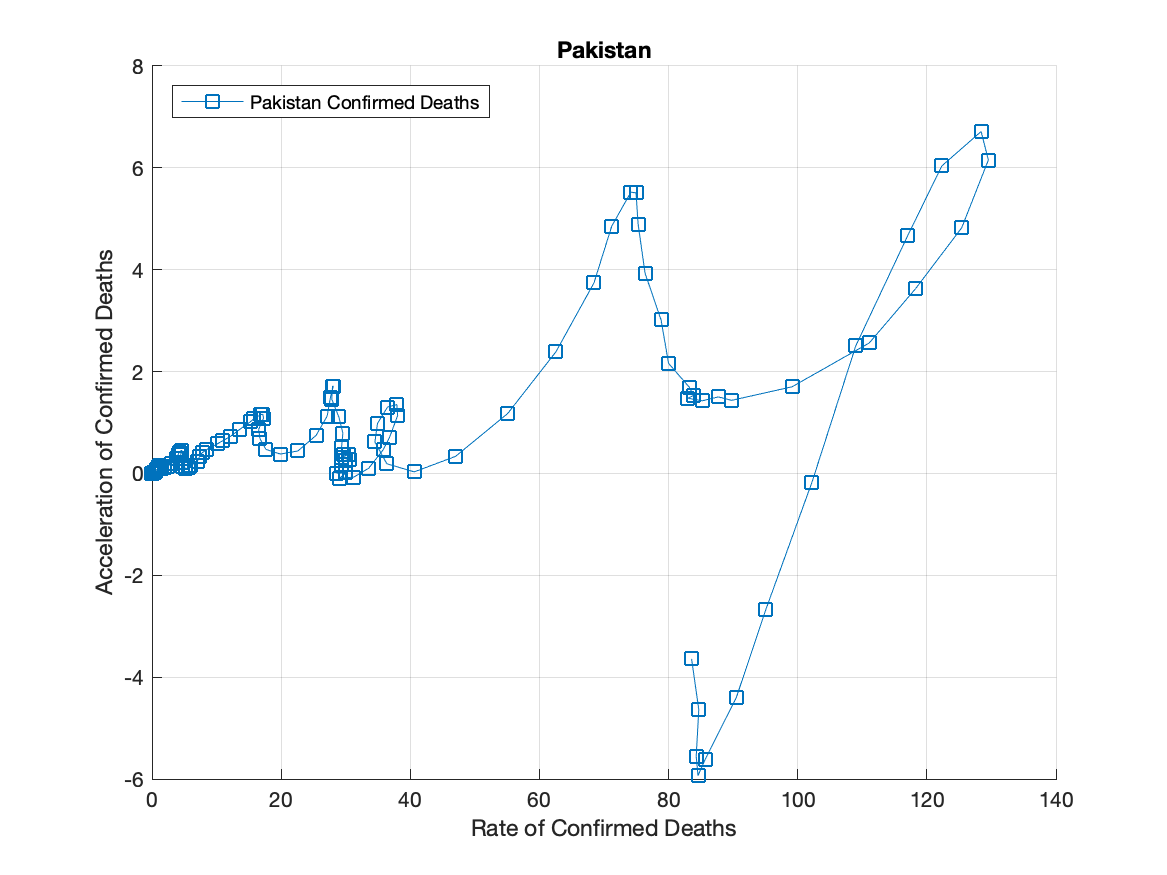 Pakistan
Pakistan Confirmed Deaths
8
6
4
2
0
-2
-4
-6
Acceleration of Confirmed Deaths
0 20 40 60 80 100 120 140
Rate of Confirmed Deaths